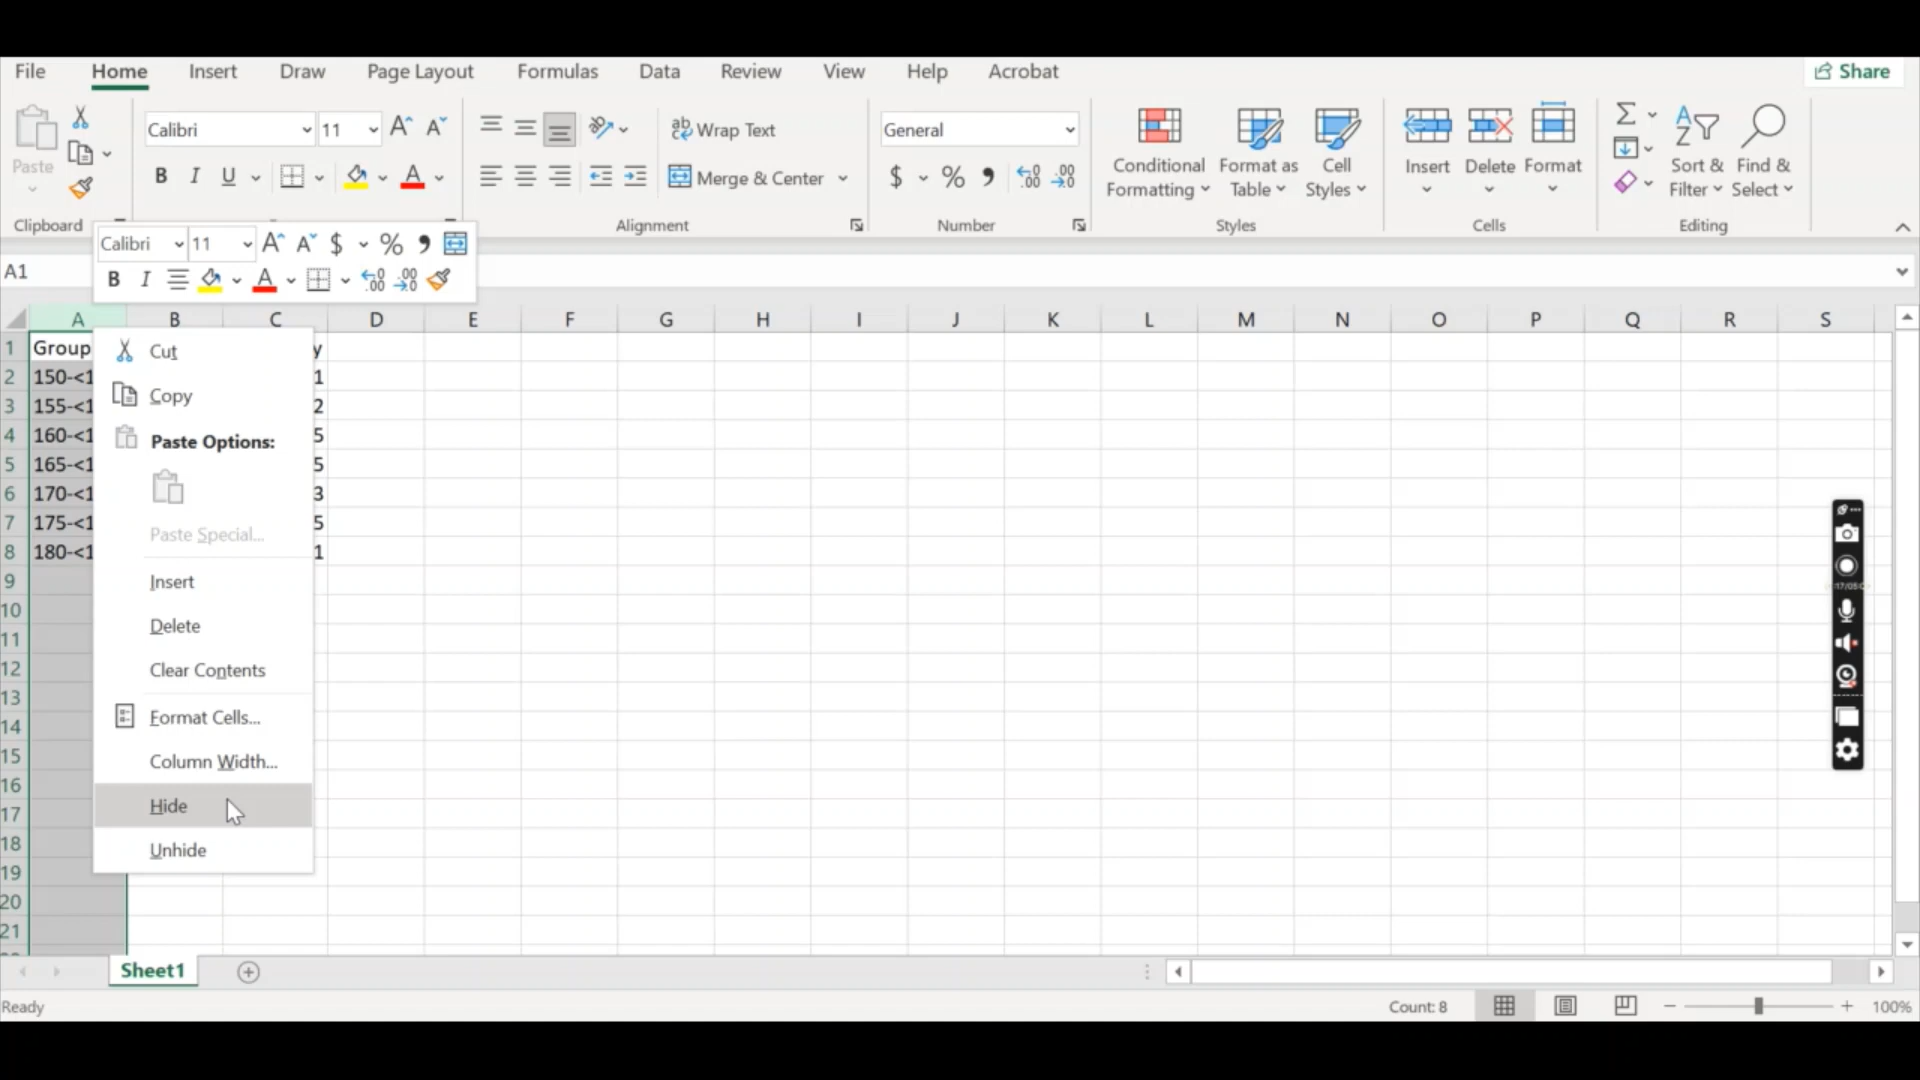 File Home Insert Draw Page Layout Formulas Data Review View Help Acrobat Share
Calibri 11 A A ab Wrap Text General
Paste B I U A Merge & Center $ % , .00 .00 Conditional Formatting Format as Table Cell Styles Insert Delete Format Sort & Filter Find & Select
Clipboard Alignment Number Styles Cells Editing
Calibri 11 A A $ % ,
B I A .00 .00
A1
A B C D E F G H I J K L M N O P Q R S
1 Group y
2 150-<1 1
3 155-<1 2
4 160-<1 5
5 165-<1 5
6 170-<1 3
7 175-<1 5
8 180-<1 1
9
10
11
12
13
14
15
16
17
18
19
20
21
Cut
Copy
Paste Options:
Paste Special...
Insert
Delete
Clear Contents
Format Cells...
Column Width...
Hide
Unhide
Sheet1
Ready Count: 8 100%